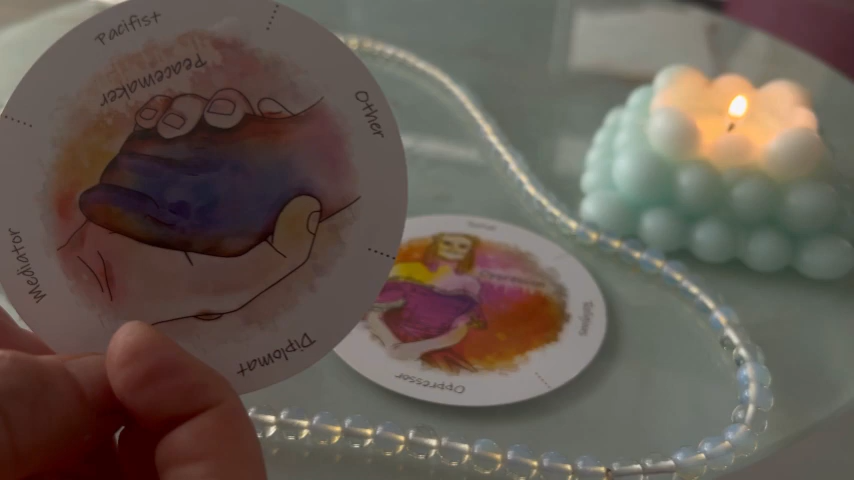 Pacifist
Peacemaker
Other
Mediator
Diplomat
Oppressor